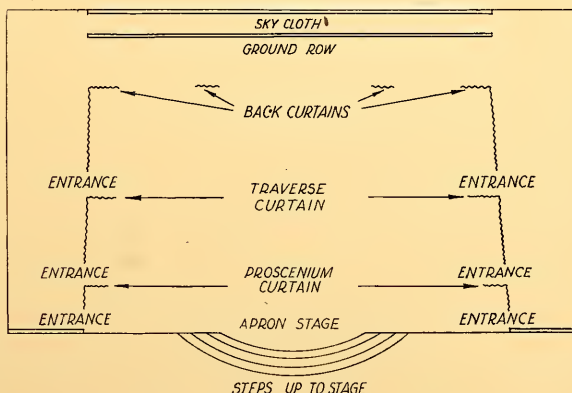 SKY CLOTH
GROUND ROW
BACK CURTAINS
ENTRANCE
TRAVERSE
CURTAIN
ENTRANCE
ENTRANCE
PROSCENIUM
CURTAIN
ENTRANCE
ENTRANCE
APRON STAGE
ENTRANCE
STEPS UP TO STAGE